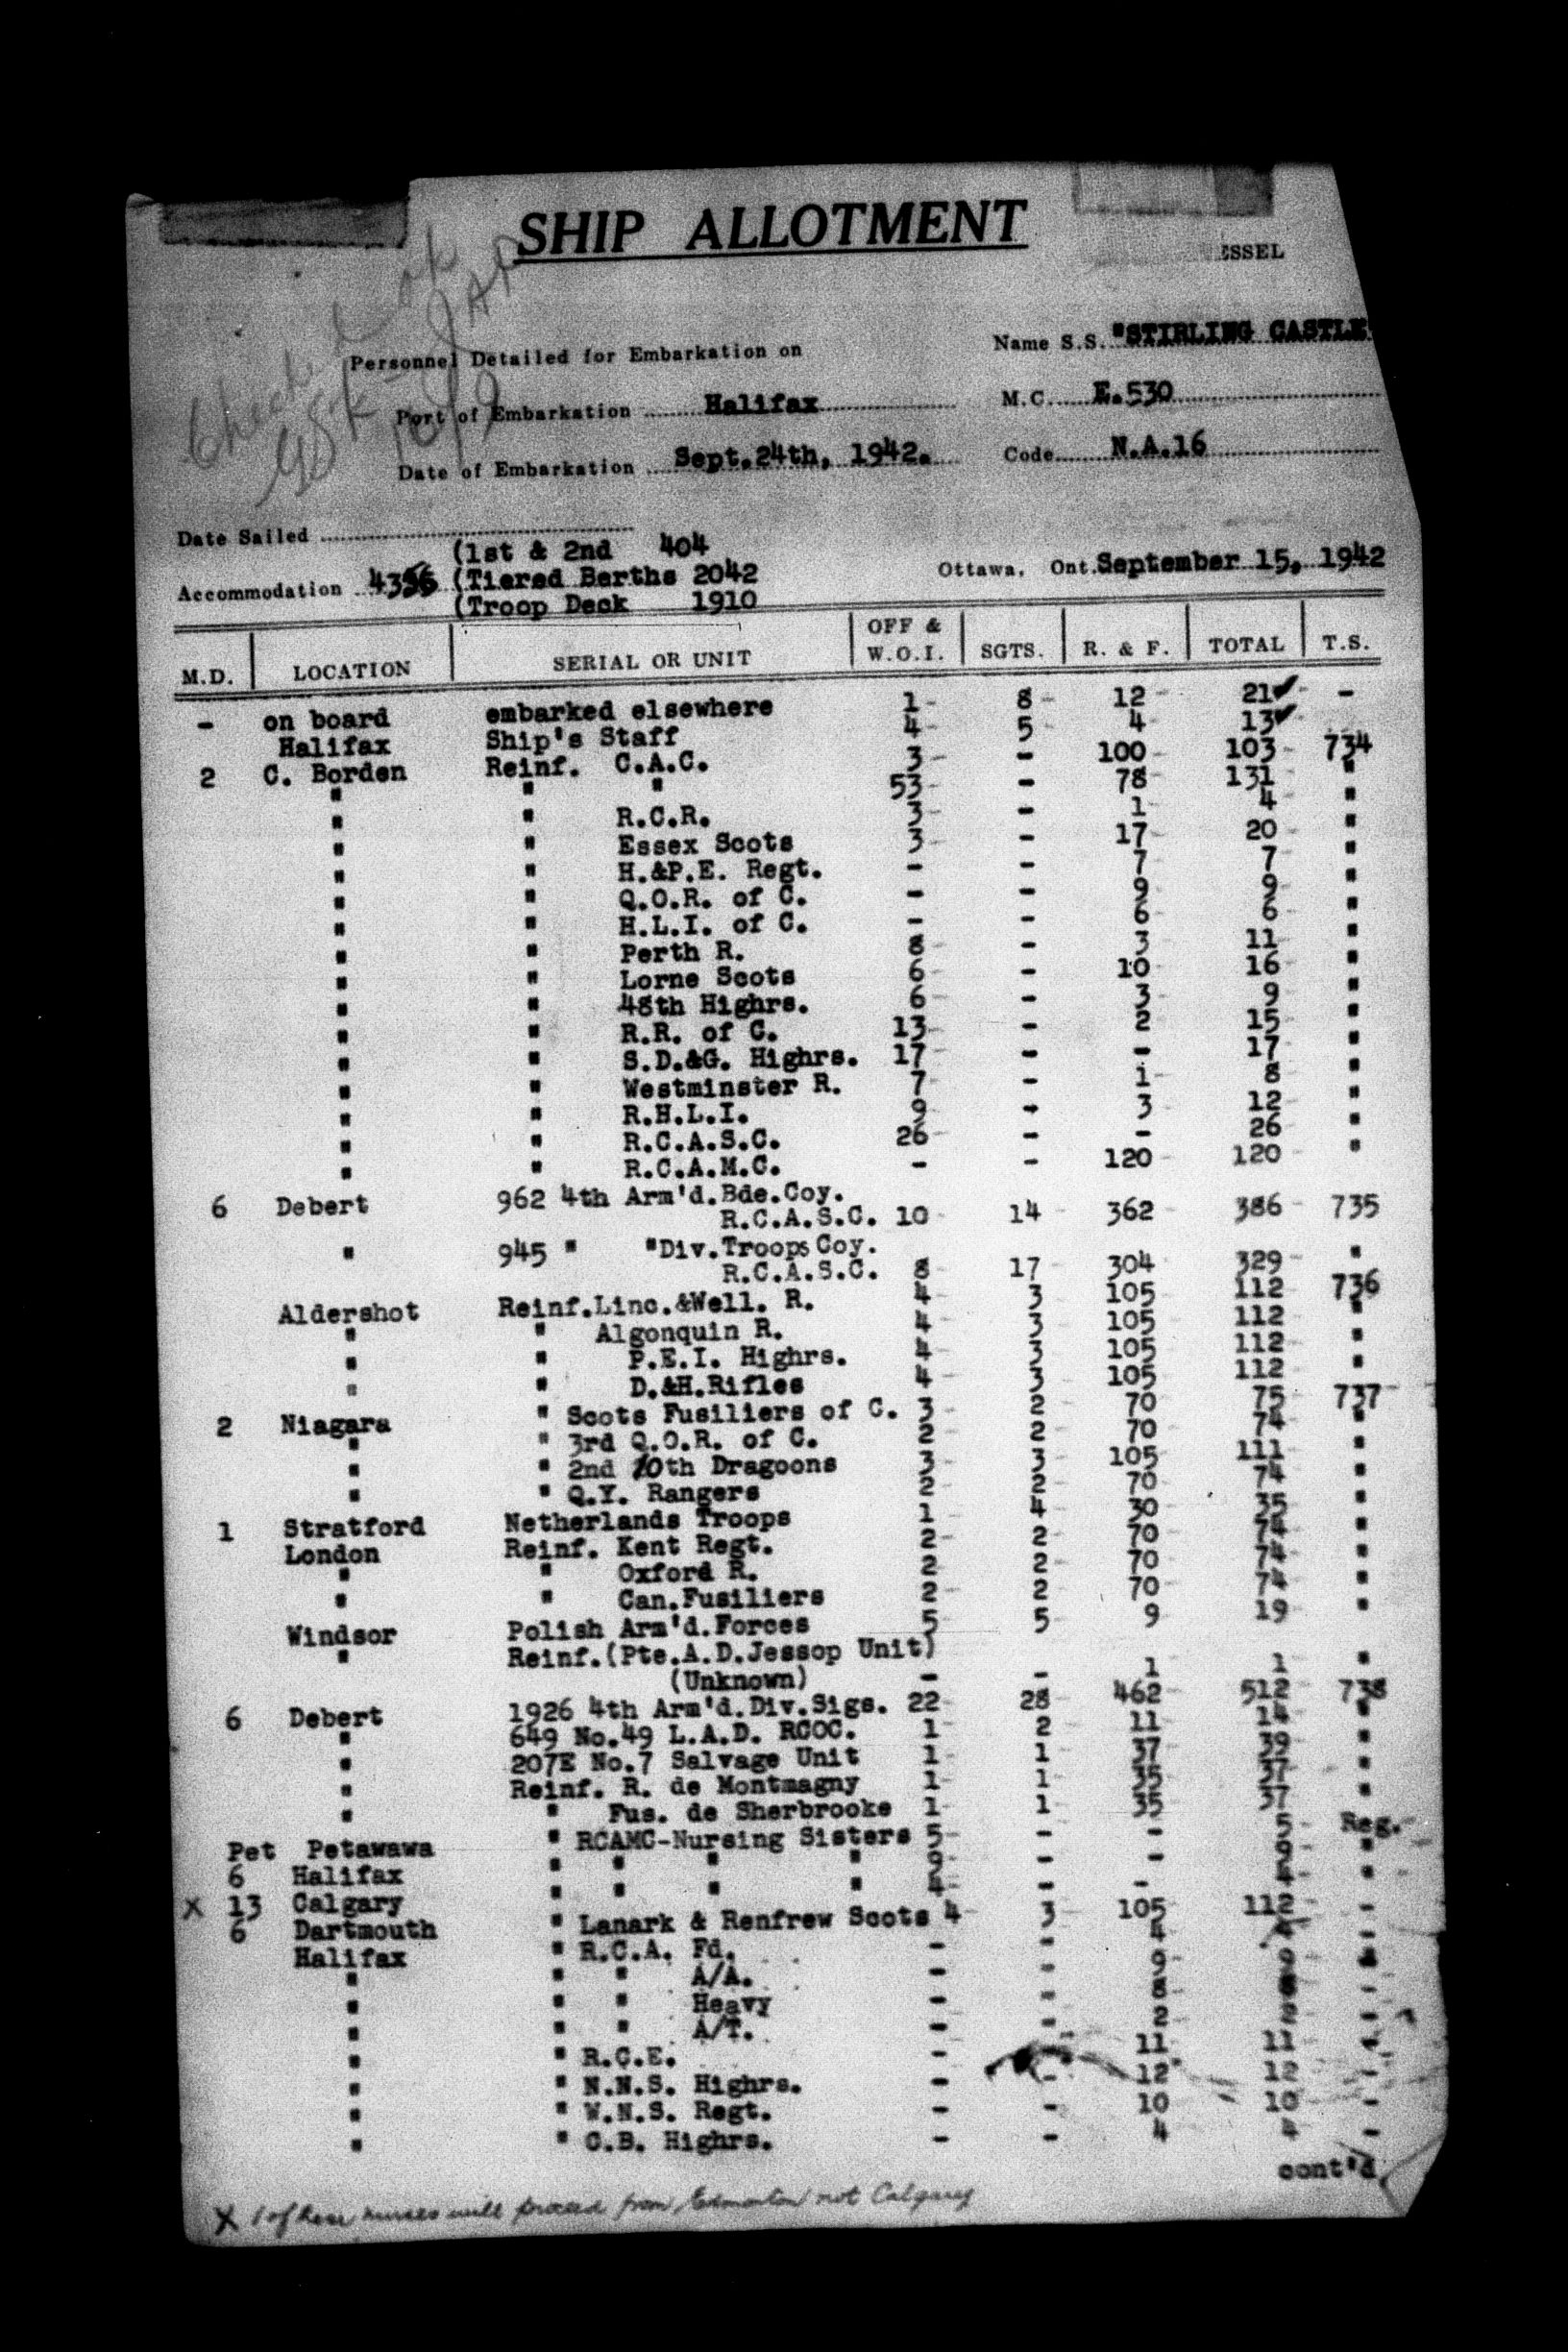 SHIP ALLOTMENT
ESSEL
Checked ok
Personnel Detailed for Embarkation on
Name S.S. "STIRLING CASTLE"
Port of Embarkation Halifax
M.C. E.530
Date of Embarkation Sept.24th, 1942.
Code N.A.16
Date Sailed
(1st & 2nd 404
Accommodation 4356 (Tiered Berths 2042
Ottawa, Ont. September 15, 1942
(Troop Deck 1910
M.D. LOCATION SERIAL OR UNIT OFF & W.O.I. SGTS. R. & F. TOTAL T.S.
- on board embarked elsewhere 1- 8- 12- 21✓- -
Halifax Ship's Staff 4- 5- 4- 13✓
2 C. Borden Reinf. C.A.C. 3- - 100- 103- 734
" " " 53- - 78- 131 "
" " R.C.R. 3- - 1- 4- "
" " Essex Scots 3- - 17- 20- "
" " H.&P.E. Regt. - - 7- 7- "
" " Q.O.R. of C. - - 9- 9- "
" " H.L.I. of C. - - 6- 6- "
" " Perth R. 8- - 3- 11- "
" " Lorne Scots 6- - 10- 16- "
" " 48th Highrs. 6- - 3- 9- "
" " R.R. of C. 13- - 2- 15- "
" " S.D.&G. Highrs. 17- - - 17- "
" " Westminster R. 7- - 1- 8- "
" " R.H.L.I. 9- - 3- 12- "
" " R.C.A.S.C. 26- - - 26- "
" " R.C.A.M.C. - - 120- 120- "
6 Debert 962 4th Arm'd.Bde.Coy.
R.C.A.S.C. 10- 14- 362- 386- 735
" 945 " "Div.Troops Coy.
R.C.A.S.C. 8- 17- 304- 329- "
Aldershot Reinf.Linc.&Well. R. 4- 3- 105- 112- 736
" " Algonquin R. 4- 3- 105- 112- "
" " P.E.I. Highrs. 4- 3- 105- 112- "
" " D.&H.Rifles 4- 3- 105- 112- "
2 Niagara " Scots Fusiliers of C. 3- 2- 70- 75- 737
" " 3rd Q.O.R. of C. 2- 2- 70- 74- "
" " 2nd 10th Dragoons 3- 3- 105- 111- "
" " Q.Y. Rangers 2- 2- 70- 74- "
1 Stratford Netherlands Troops 1- 4- 30- 35- "
London Reinf. Kent Regt. 2- 2- 70- 74- "
" " Oxford R. 2- 2- 70- 74- "
" " Can.Fusiliers 2- 2- 70- 74- "
Windsor Polish Arm'd.Forces 5- 5- 9- 19- "
" Reinf.(Pte.A.D.Jessop Unit)
(Unknown) - - 1- 1- "
6 Debert 1926 4th Arm'd.Div.Sigs. 22- 28- 462- 512- 738
" 649 No.49 L.A.D. RCOC. 1- 2- 11- 14- "
" 207E No.7 Salvage Unit 1- 1- 37- 39- "
" Reinf. R. de Montmagny 1- 1- 35- 37- "
" " Fus. de Sherbrooke 1- 1- 35- 37- "
Pet Petawawa " RCAMC-Nursing Sisters 5- - - 5- Reg.
6 Halifax " " " " 9- - - 9- "
X 13 Calgary " " " " 4- - - 4- "
6 Dartmouth " Lanark & Renfrew Scots 4- 3- 105- 112- -
Halifax " R.C.A. Fd. - - 4 4 -
" " " A/A. - - 9- 9-
" " " Heavy - - 8- 8 -
" " " A/T. - - 2- 2- -
" " R.C.E. - - 11- 11-
" " N.N.S. Highrs. - - 12- 12- -
" " W.N.S. Regt. - - 10 10- -
" " C.B. Highrs. - - 4 4 -
cont'd
X 1 of these nurses will proceed from Edmonton not Calgary